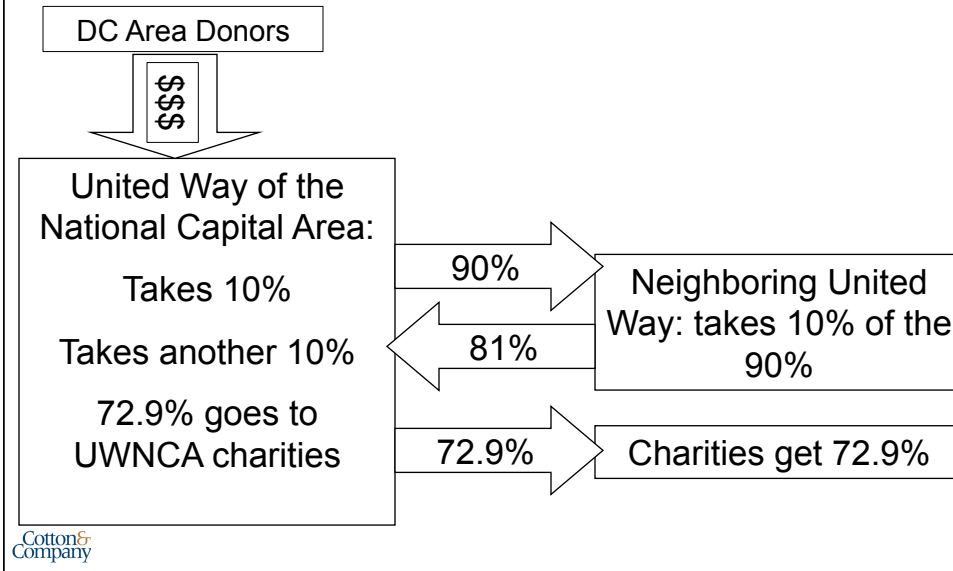 DC Area Donors
$$$
United Way of the
National Capital Area:
Takes 10%
Takes another 10%
72.9% goes to
UWNCA charities
90%
81%
72.9%
Neighboring United
Way: takes 10% of the
90%
Charities get 72.9%
Cotton&
Company